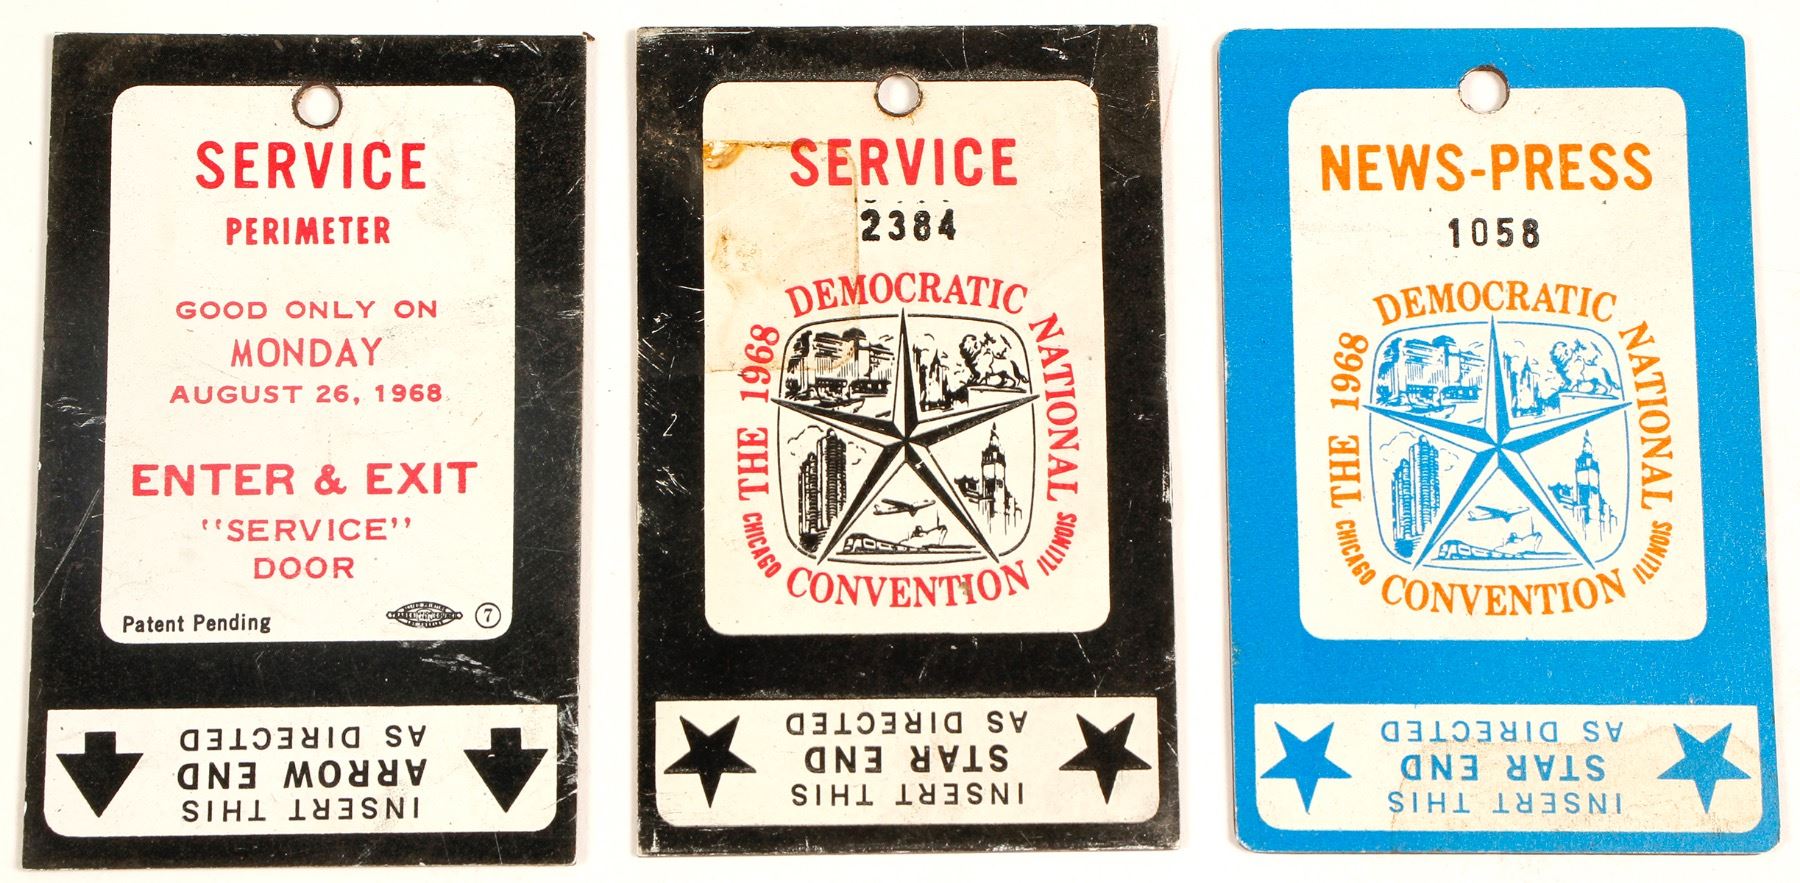 SERVICE
PERIMETER
GOOD ONLY ON
MONDAY
AUGUST 26, 1968
ENTER & EXIT
"SERVICE"
DOOR
Patent Pending
7
INSERT THIS
ARROW END
AS DIRECTED
SERVICE
2384
THE 1968 DEMOCRATIC NATIONAL
CONVENTION
CHICAGO
ILLINOIS
INSERT THIS
STAR END
AS DIRECTED
NEWS-PRESS
1058
THE 1968 DEMOCRATIC NATIONAL
CONVENTION
CHICAGO
ILLINOIS
INSERT THIS
STAR END
AS DIRECTED